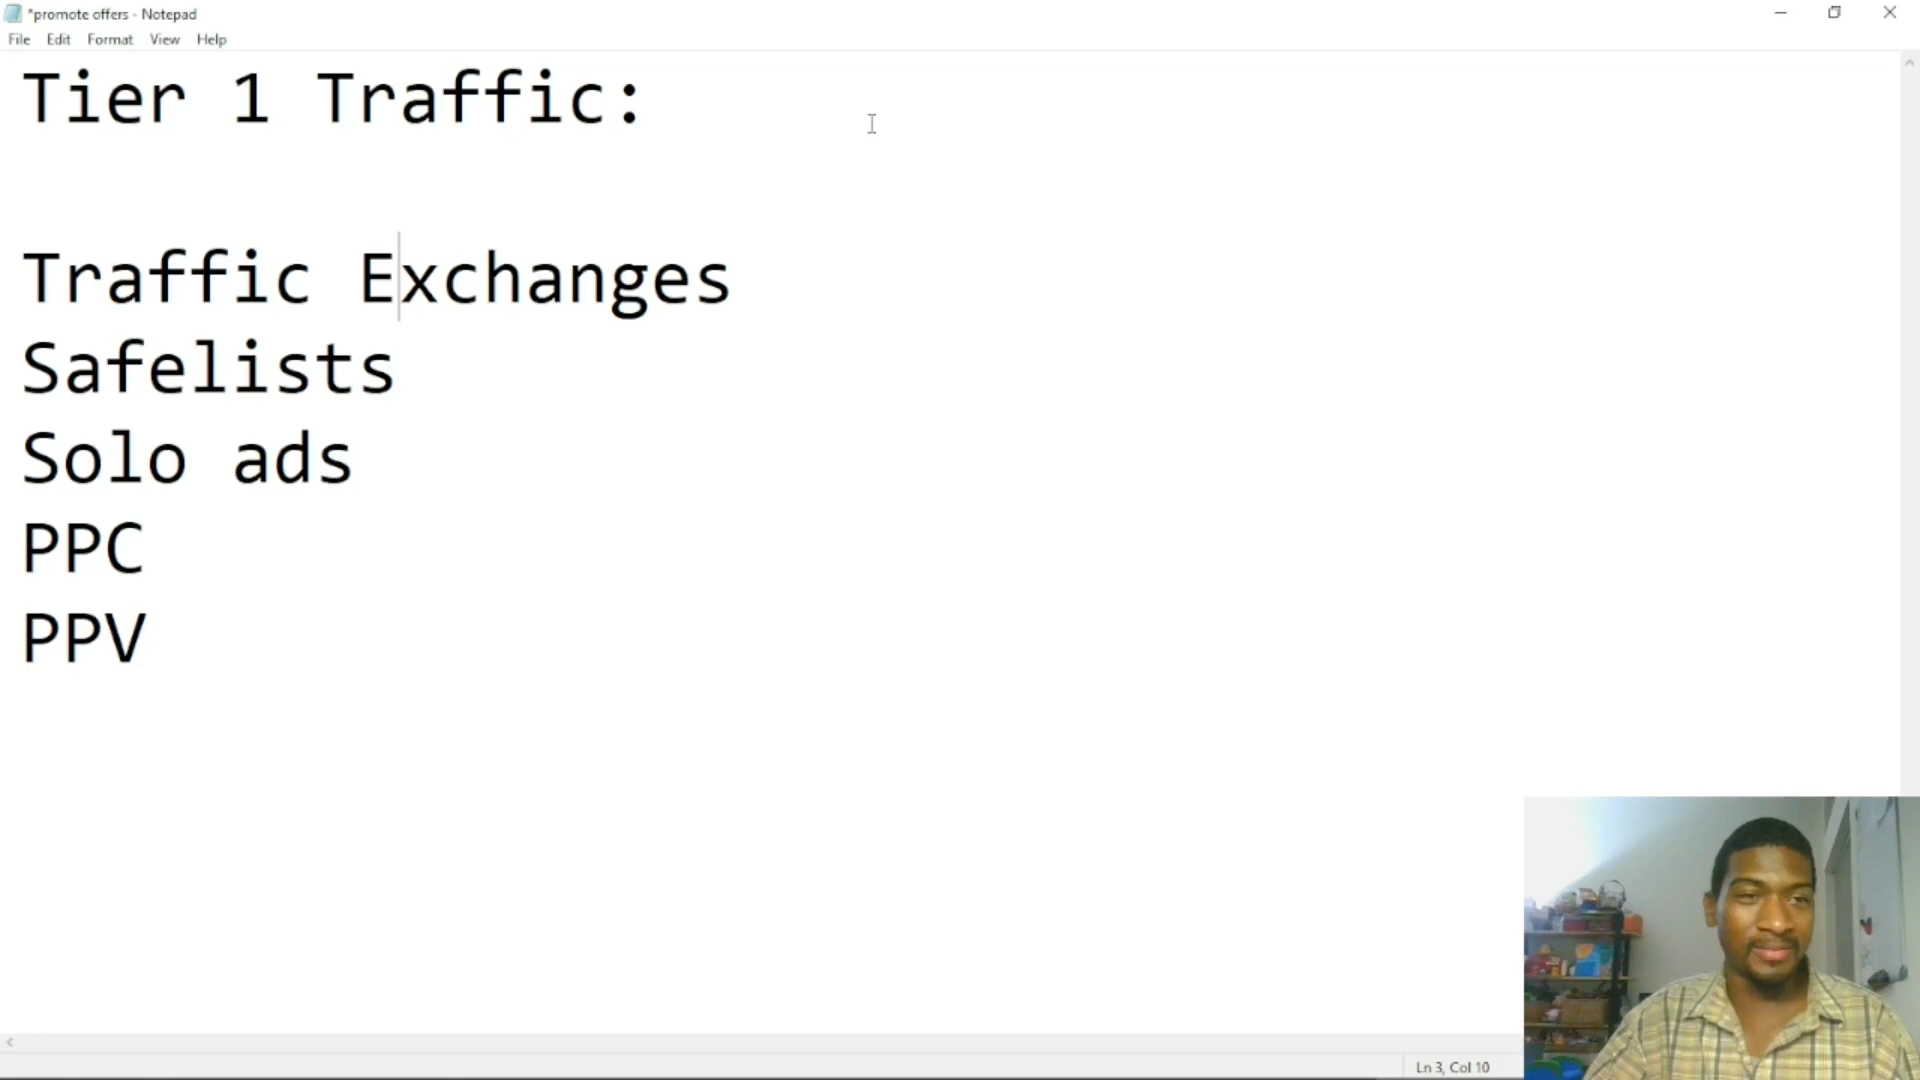 *promote offers - Notepad
File Edit Format View Help
Tier 1 Traffic:
Traffic Exchanges
Safelists
Solo ads
PPC
PPV
Ln 3, Col 10